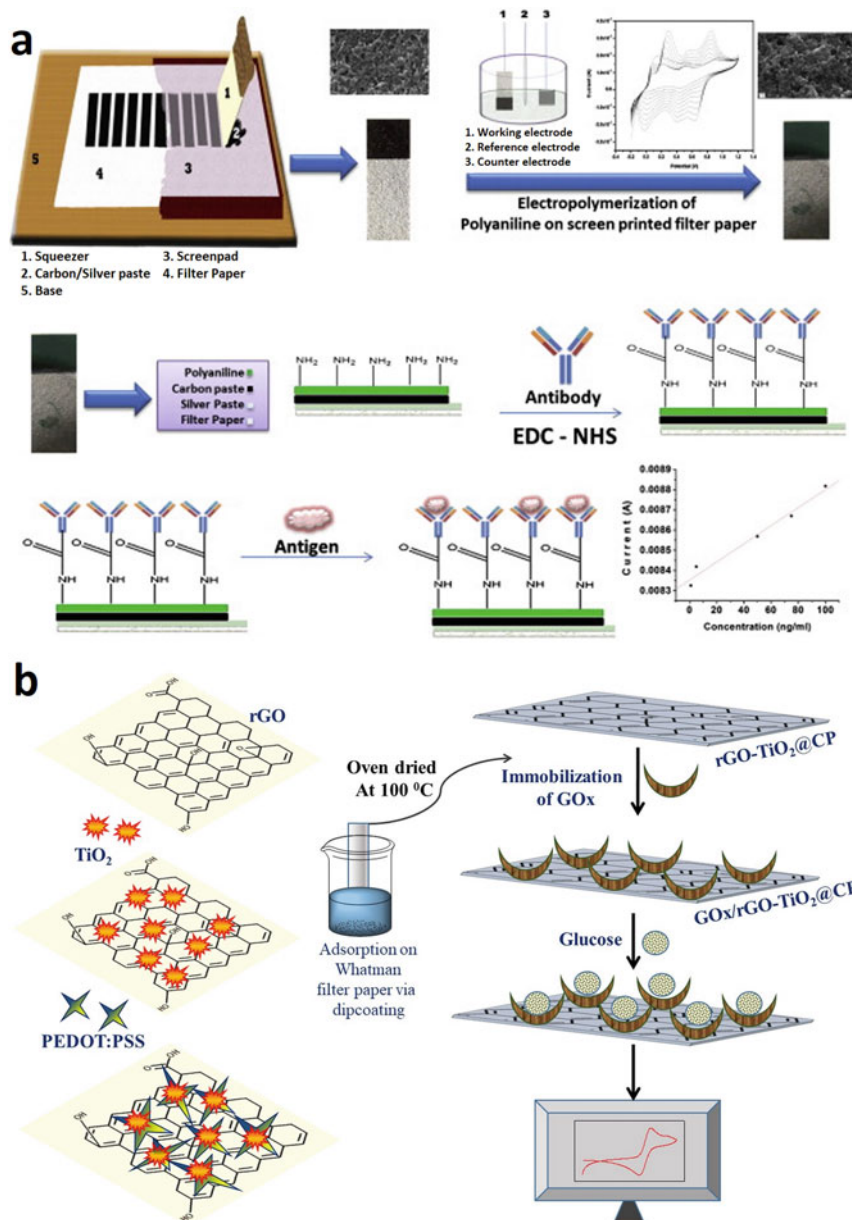 a
1
2
3
4
5
1. Squeezer
3. Screenpad
2. Carbon/Silver paste
4. Filter Paper
5. Base
1 2 3
1. Working electrode
2. Reference electrode
3. Counter electrode
Potential (V)
Electropolymerization of
Polyaniline on screen printed filter paper
Polyaniline
Carbon paste
Silver Paste
Filter Paper
NH2 NH2 NH2 NH2 NH2
Antibody
EDC - NHS
O O O O
NH NH NH NH
O O O O
NH NH NH NH
Antigen
O O O O
NH NH NH NH
Current (A)
0.0089
0.0088
0.0087
0.0086
0.0085
0.0084
0.0083
0 20 40 60 80 100
Concentration (ng/ml)
b
rGO
TiO2
PEDOT:PSS
Oven dried
At 100 ⁰C
Adsorption on
Whatman
filter paper via
dipcoating
rGO-TiO2@CP
Immobilization
of GOx
GOx/rGO-TiO2@CP
Glucose